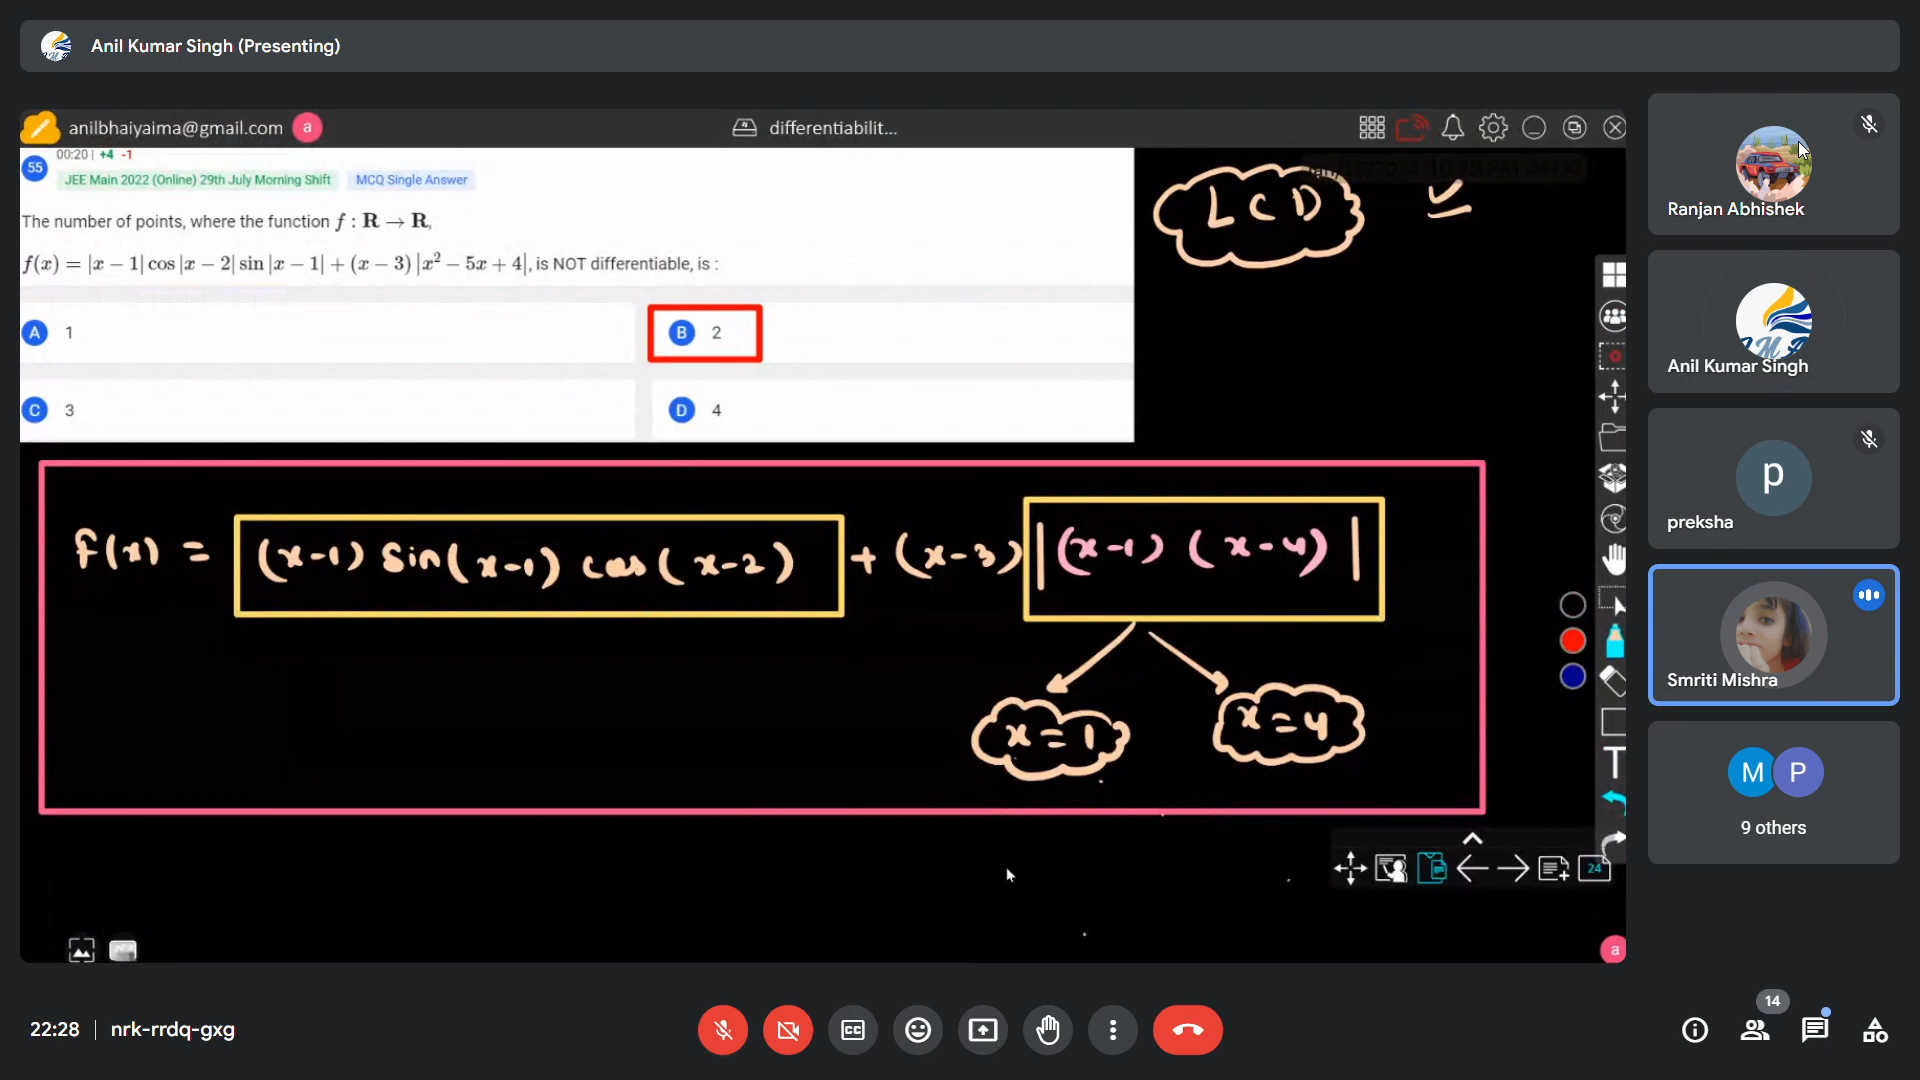 Anil Kumar Singh (Presenting)
anilbhaiyaima@gmail.com
a
differentiabilit...
55
00:20 | +4 -1
JEE Main 2022 (Online) 29th July Morning Shift
MCQ Single Answer
The number of points, where the function f : R → R,
f(x) = |x − 1| cos |x − 2| sin |x − 1| + (x − 3) |x² − 5x + 4|, is NOT differentiable, is :
A 1
B 2
C 3
D 4
LCD
f(x) = (x-1) sin(x-1) cos(x-2) + (x-3) |(x-1) (x-4)|
x=1
x=4
T
24
a
Ranjan Abhishek
Anil Kumar Singh
p
preksha
Smriti Mishra
M P
9 others
22:28 | nrk-rrdq-gxg
CC
14